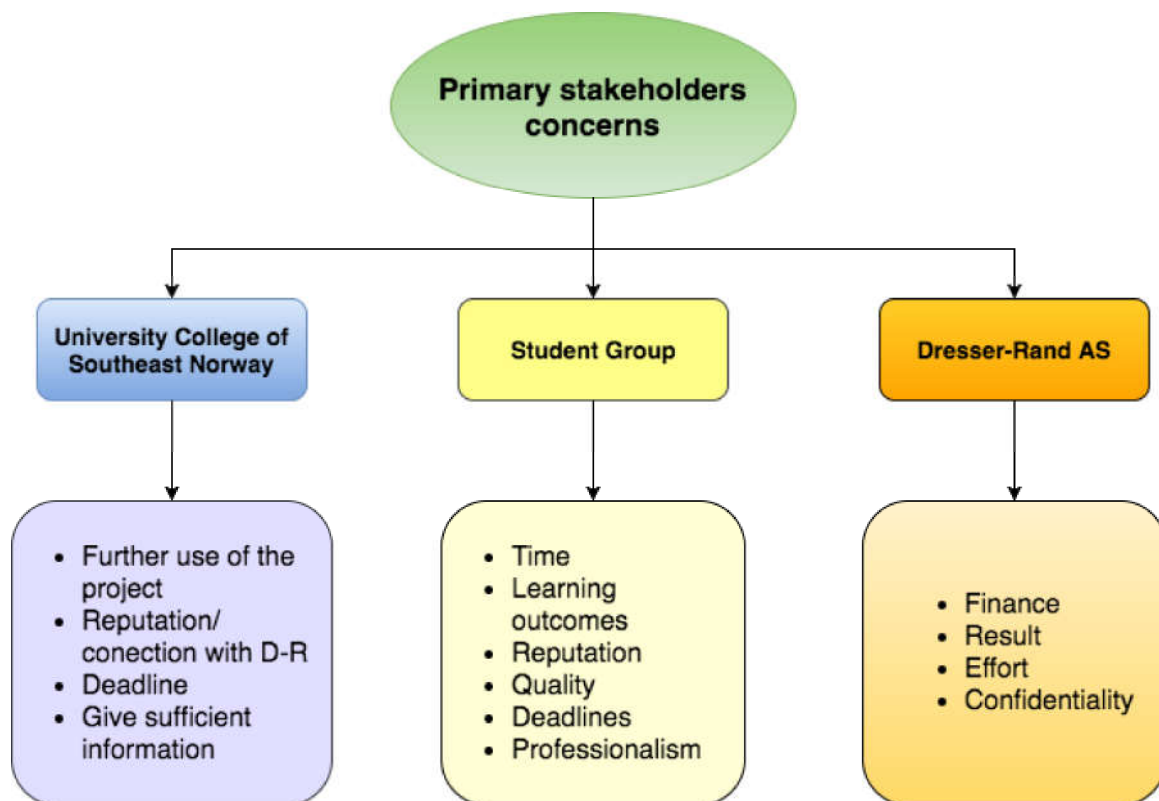 Primary stakeholders
concerns
University College of
Southeast Norway
Student Group
Dresser-Rand AS
• Further use of the
project
• Reputation/
conection with D-R
• Deadline
• Give sufficient
information
• Time
• Learning
outcomes
• Reputation
• Quality
• Deadlines
• Professionalism
• Finance
• Result
• Effort
• Confidentiality